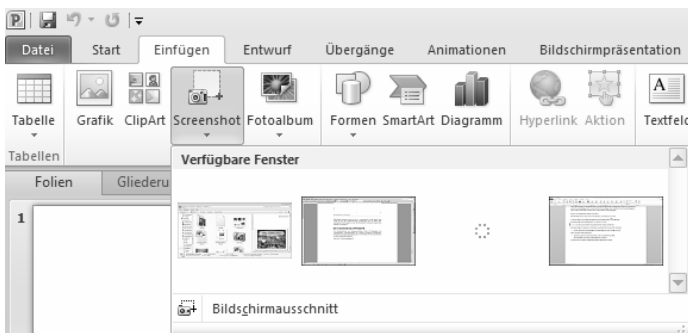 P
Datei Start Einfügen Entwurf Übergänge Animationen Bildschirmpräsentation
A
Tabelle Grafik ClipArt Screenshot Fotoalbum Formen SmartArt Diagramm Hyperlink Aktion Textfeld
Tabellen
Verfügbare Fenster
Folien Gliederu
1
Bildschirmausschnitt